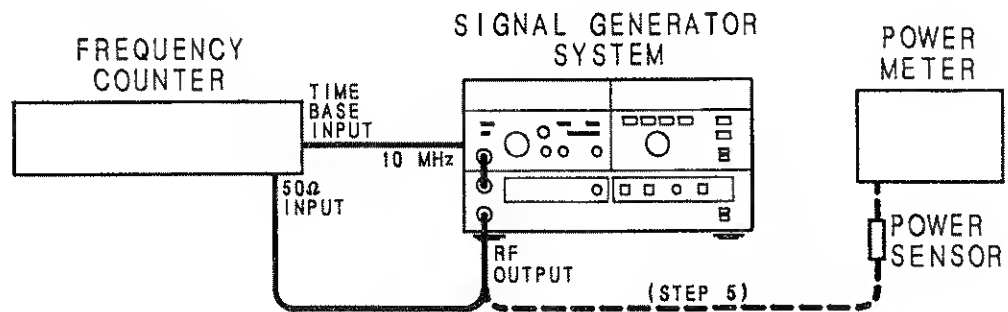 FREQUENCY
COUNTER
TIME
BASE
INPUT
10 MHz
50Ω
INPUT
SIGNAL GENERATOR
SYSTEM
RF
OUTPUT
(STEP 5)
POWER
METER
POWER
SENSOR